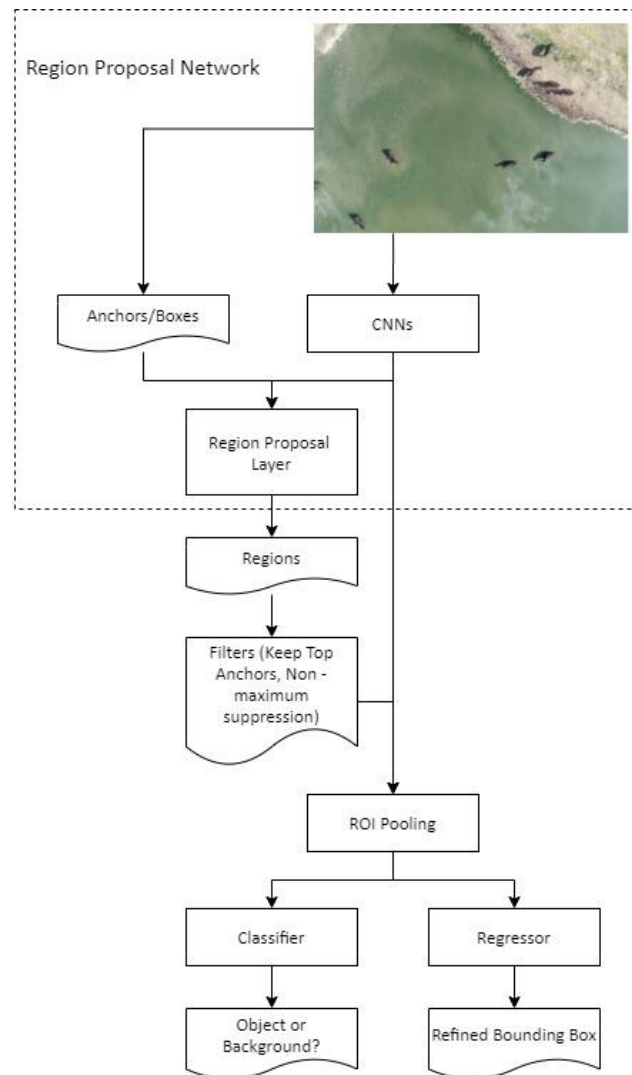 Region Proposal Network
Anchors/Boxes
CNNs
Region Proposal
Layer
Regions
Filters (Keep Top
Anchors, Non -
maximum
suppression)
ROI Pooling
Classifier
Regressor
Object or
Background?
Refined Bounding Box